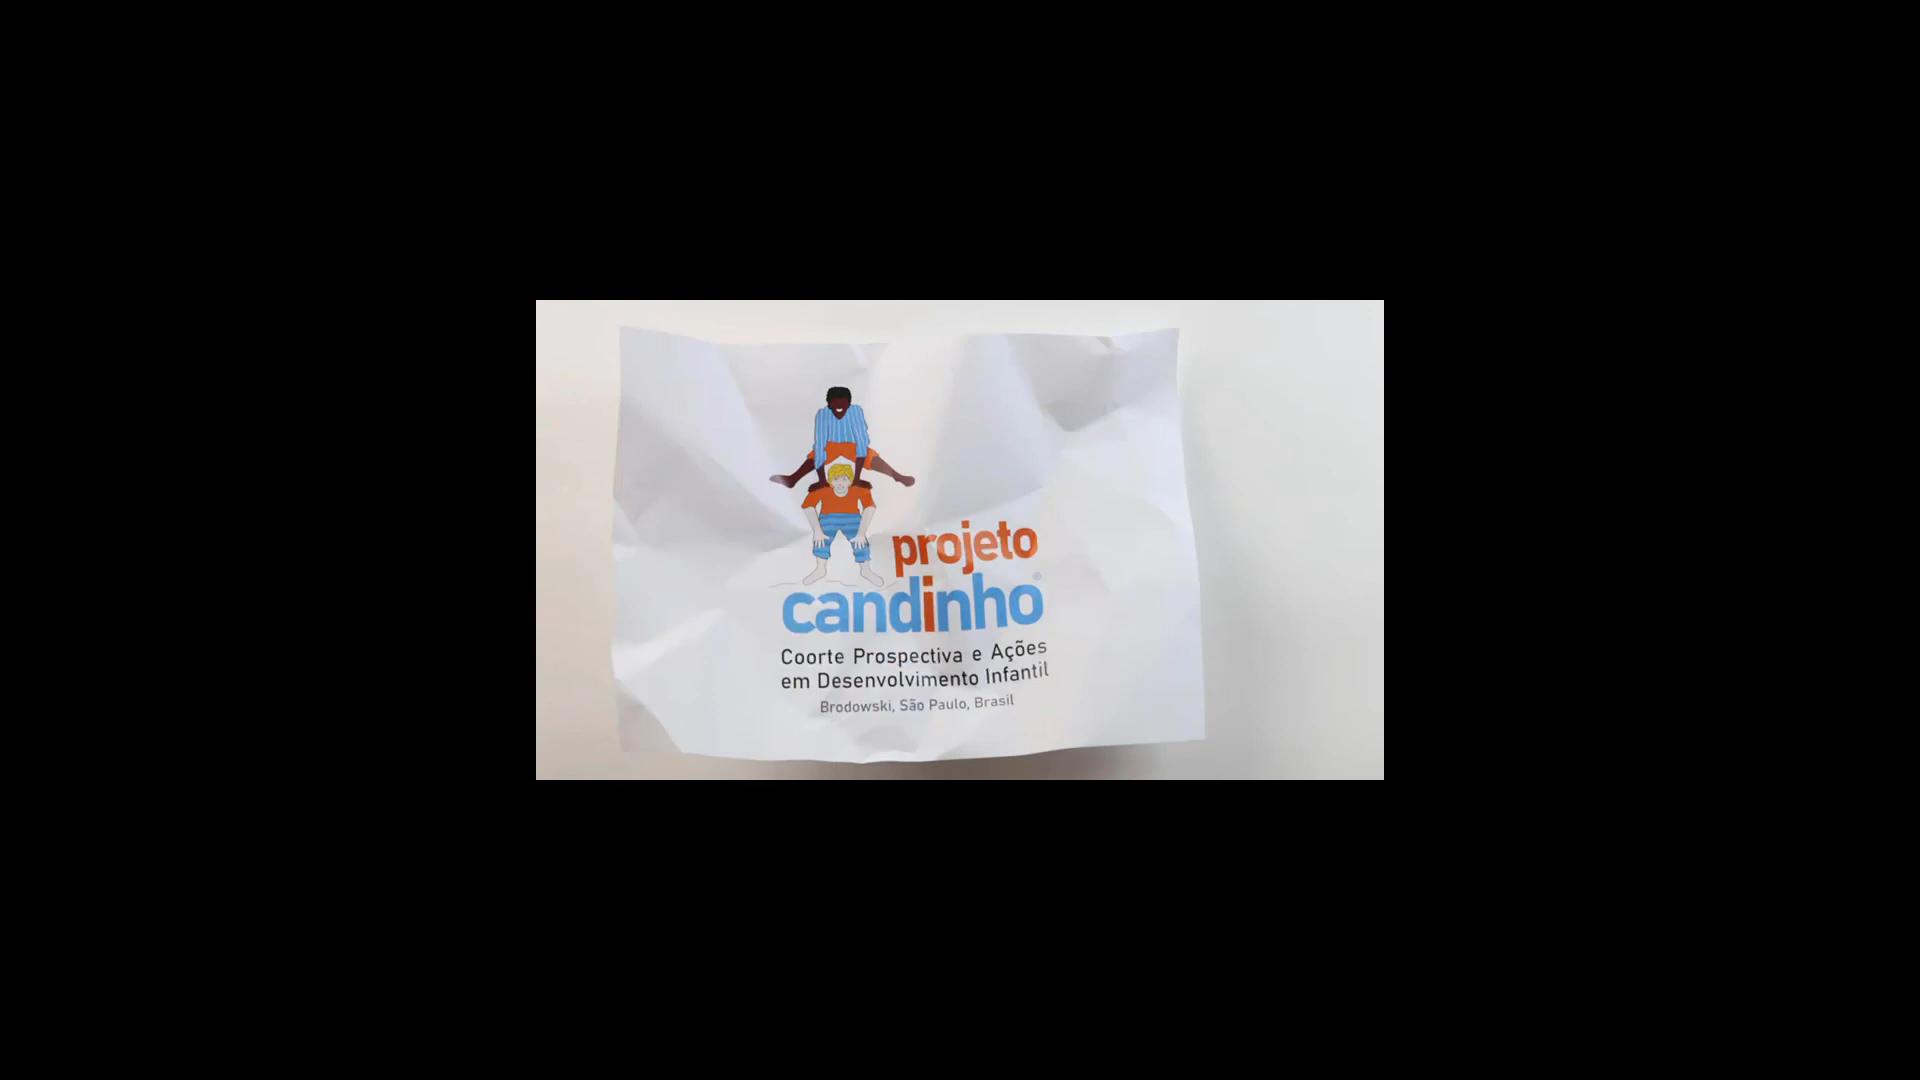 projeto
candinho®
Coorte Prospectiva e Ações
em Desenvolvimento Infantil
Brodowski, São Paulo, Brasil